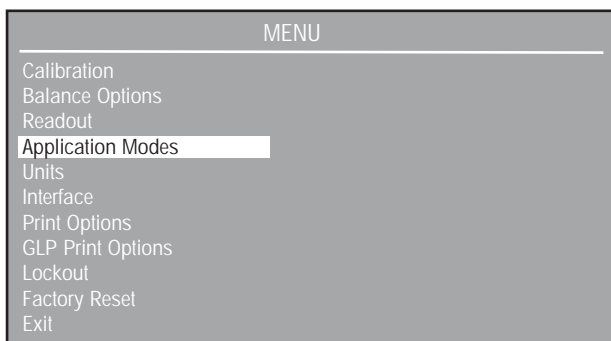 MENU
Calibration
Balance Options
Readout
Application Modes
Units
Interface
Print Options
GLP Print Options
Lockout
Factory Reset
Exit